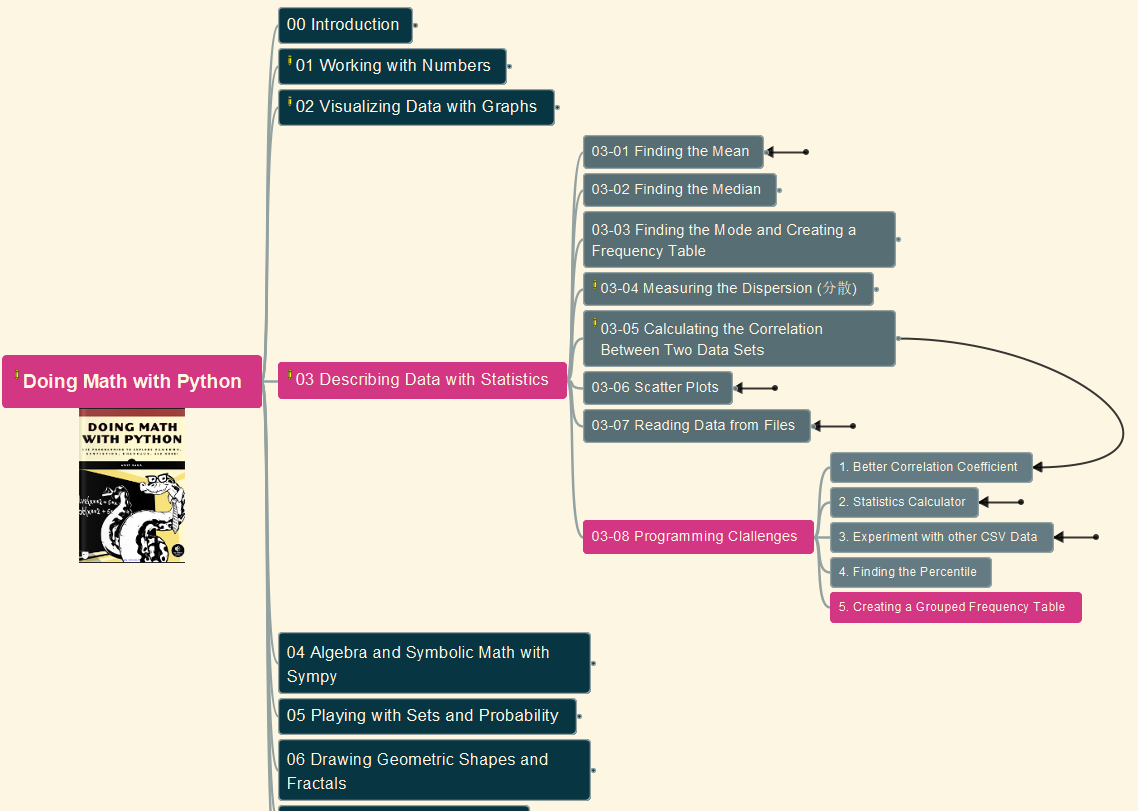 00 Introduction
01 Working with Numbers
02 Visualizing Data with Graphs
03-01 Finding the Mean
03-02 Finding the Median
03-03 Finding the Mode and Creating a
Frequency Table
03-04 Measuring the Dispersion (分散)
03-05 Calculating the Correlation
Between Two Data Sets
Doing Math with Python
03 Describing Data with Statistics
03-06 Scatter Plots
03-07 Reading Data from Files
DOING MATH
WITH PYTHON
1. Better Correlation Coefficient
2. Statistics Calculator
03-08 Programming Clallenges
3. Experiment with other CSV Data
4. Finding the Percentile
5. Creating a Grouped Frequency Table
04 Algebra and Symbolic Math with
Sympy
05 Playing with Sets and Probability
06 Drawing Geometric Shapes and
Fractals